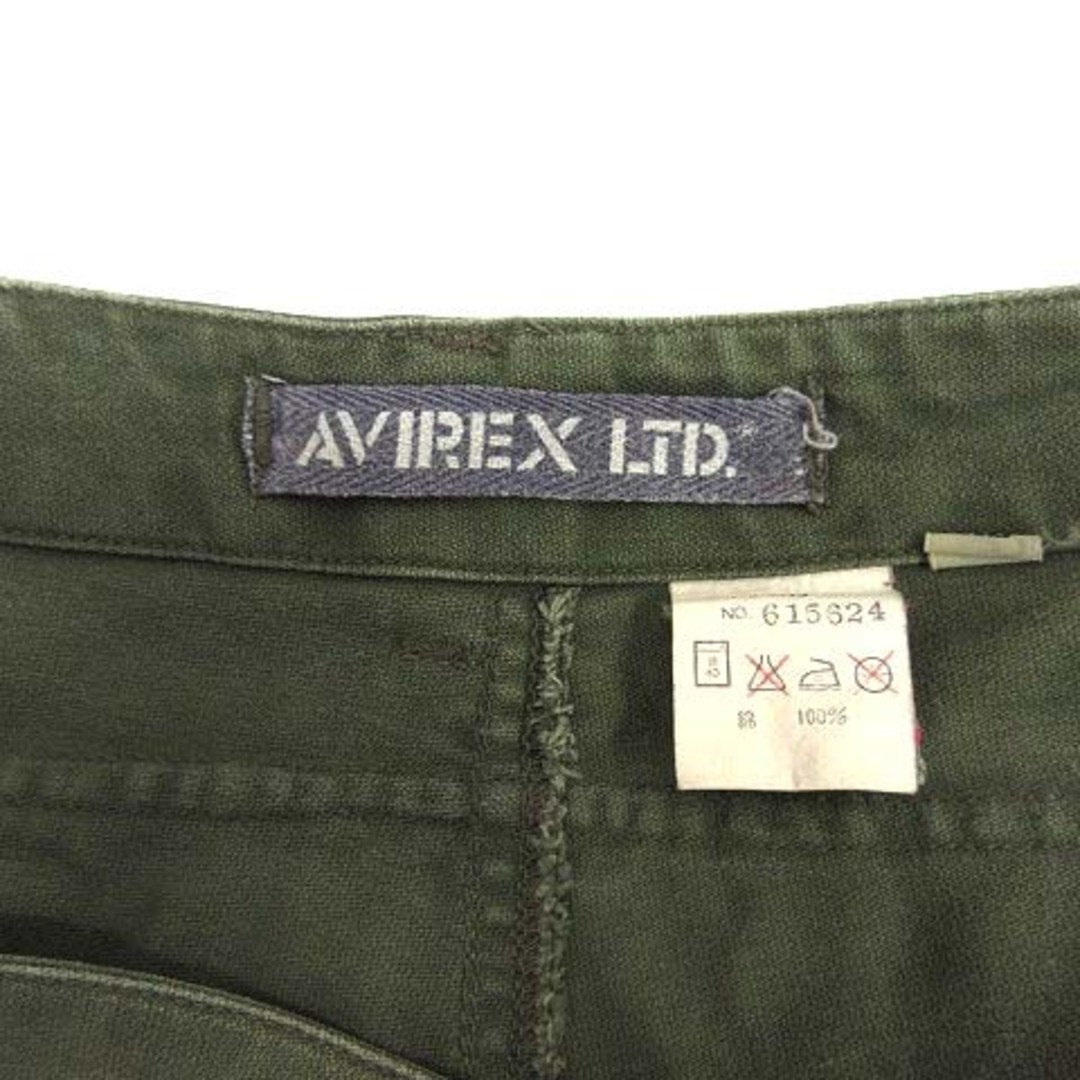 AVIREX LTD.
NO. 615624
綿 100%